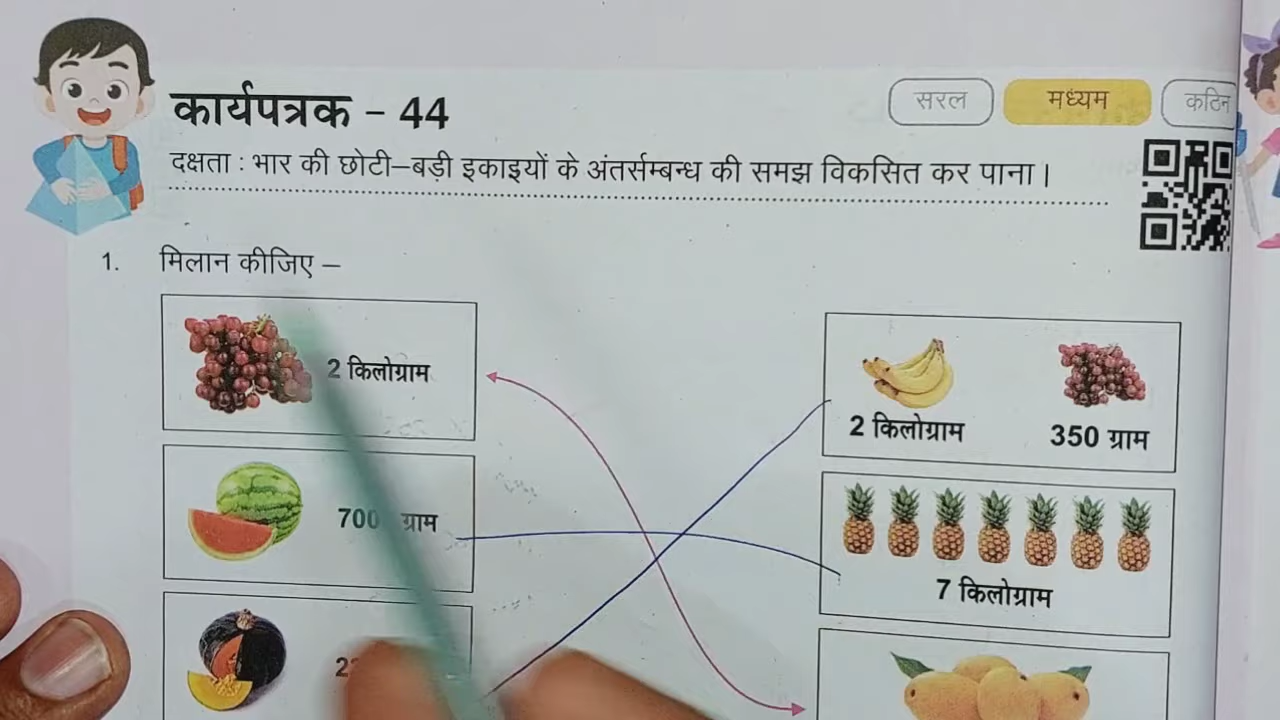 कार्यपत्रक – 44
सरल
मध्यम
कठिन
दक्षता : भार की छोटी–बड़ी इकाइयों के अंतर्सम्बन्ध की समझ विकसित कर पाना।
1. मिलान कीजिए –
2 किलोग्राम
2 किलोग्राम 350 ग्राम
ग्राम
7 किलोग्राम